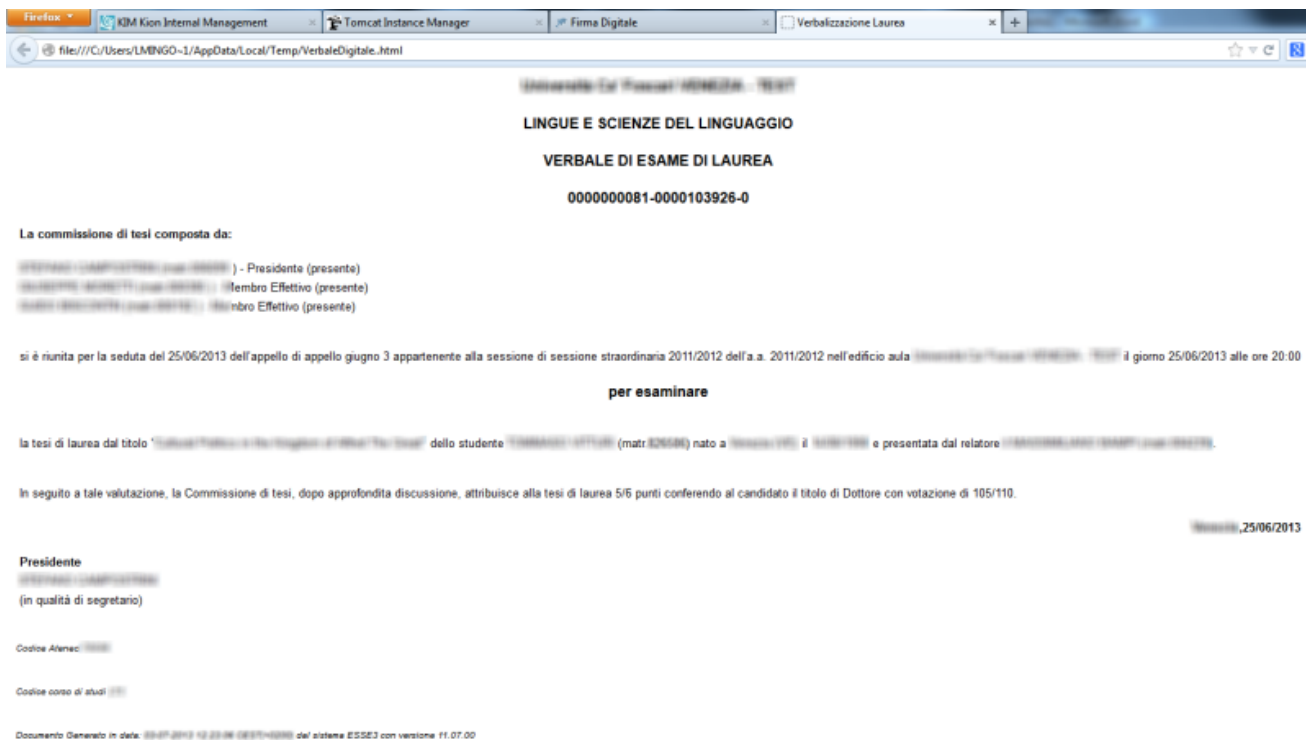 Firefox
KIM Kion Internal Management
Tomcat Instance Manager
Firma Digitale
Verbalizzazione Laurea
file:///C:/Users/LMINGO~1/AppData/Local/Temp/VerbaleDigitale..html
LINGUE E SCIENZE DEL LINGUAGGIO
VERBALE DI ESAME DI LAUREA
0000000081-0000103926-0
La commissione di tesi composta da:
) - Presidente (presente)
Membro Effettivo (presente)
mbro Effettivo (presente)
si è riunita per la seduta del 25/06/2013 dell'appello di appello giugno 3 appartenente alla sessione di sessione straordinaria 2011/2012 dell'a.a. 2011/2012 nell'edificio aula il giorno 25/06/2013 alle ore 20:00
per esaminare
la tesi di laurea dal titolo " dello studente (matr. ) nato a il e presentata dal relatore .
In seguito a tale valutazione, la Commissione di tesi, dopo approfondita discussione, attribuisce alla tesi di laurea 5/6 punti conferendo al candidato il titolo di Dottore con votazione di 105/110.
,25/06/2013
Presidente
(in qualità di segretario)
Codice Ateneo
Codice corso di studi
Documento Generato in data: dal sistema ESSE3 con versione 11.07.00